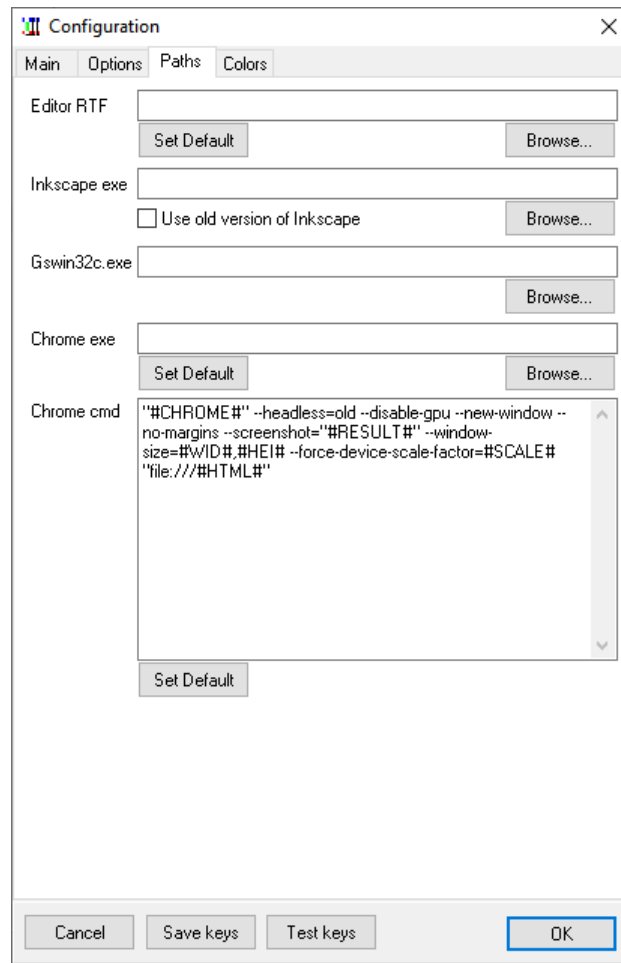 Configuration
Main Options Paths Colors
Editor RTF
Set Default Browse...
Inkscape exe
Use old version of Inkscape Browse...
Gswin32c.exe
Browse...
Chrome exe
Set Default Browse...
Chrome cmd "#CHROME#" --headless=old --disable-gpu --new-window --
no-margins --screenshot="#RESULT#" --window-
size=#WID#,#HEI# --force-device-scale-factor=#SCALE#
"file:///#HTML#"
Set Default
Cancel Save keys Test keys OK